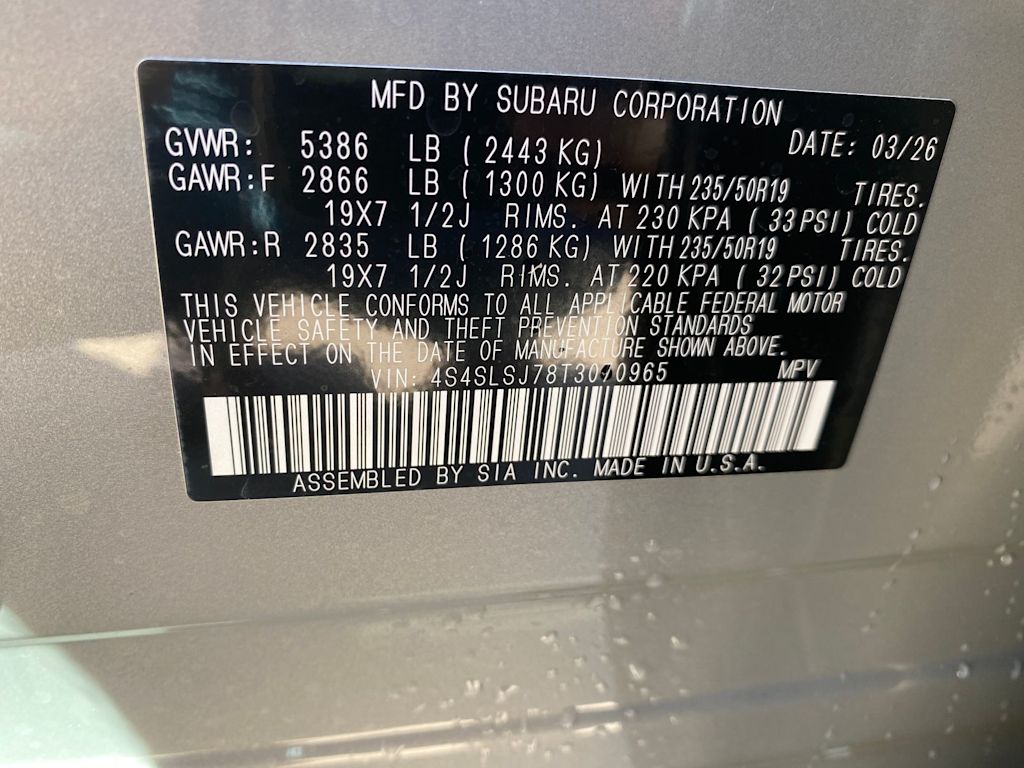 MFD BY SUBARU CORPORATION
GVWR: 5386 LB ( 2443 KG) DATE: 03/26
GAWR:F 2866 LB ( 1300 KG) WITH 235/50R19 TIRES.
19X7 1/2J RIMS. AT 230 KPA ( 33 PSI) COLD
GAWR:R 2835 LB ( 1286 KG) WITH 235/50R19 TIRES.
19X7 1/2J RIMS. AT 220 KPA ( 32 PSI) COLD
THIS VEHICLE CONFORMS TO ALL APPLICABLE FEDERAL MOTOR
VEHICLE SAFETY AND THEFT PREVENTION STANDARDS
IN EFFECT ON THE DATE OF MANUFACTURE SHOWN ABOVE.
VIN: MPV
ASSEMBLED BY SIA INC. MADE IN U.S.A.